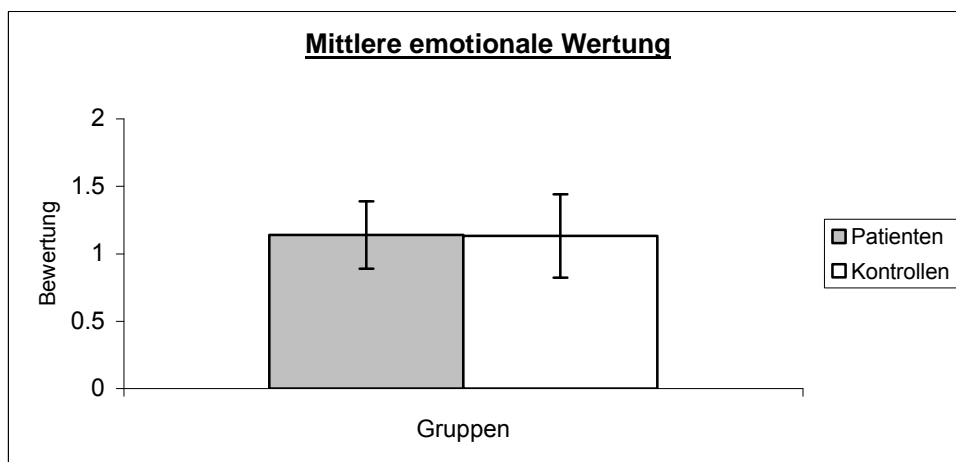 Mittlere emotionale Wertung
2
1.5
1
0.5
0
Bewertung
Gruppen
Patienten
Kontrollen